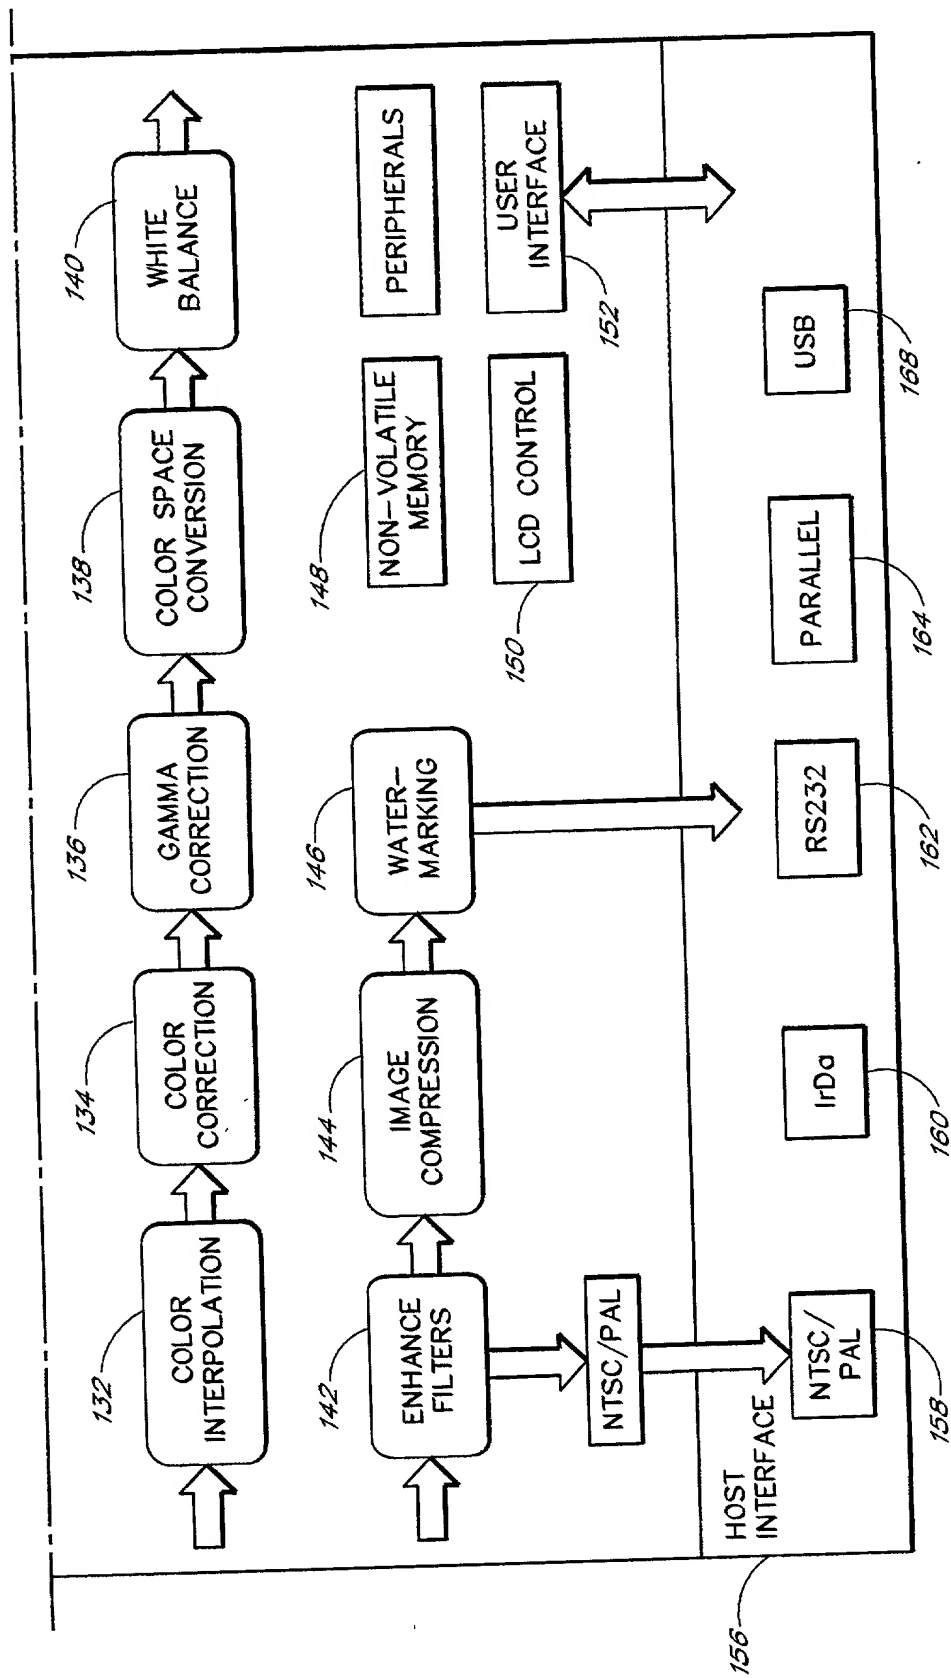 132
COLOR
INTERPOLATION
134
COLOR
CORRECTION
136
GAMMA
CORRECTION
138
COLOR SPACE
CONVERSION
140
WHITE
BALANCE
142
ENHANCE
FILTERS
144
IMAGE
COMPRESSION
146
WATER-
MARKING
148
NON-VOLATILE
MEMORY
PERIPHERALS
NTSC/PAL
150
LCD CONTROL
USER
INTERFACE
152
156
HOST
INTERFACE
NTSC/
PAL
158
IrDa
160
RS232
162
PARALLEL
164
USB
168